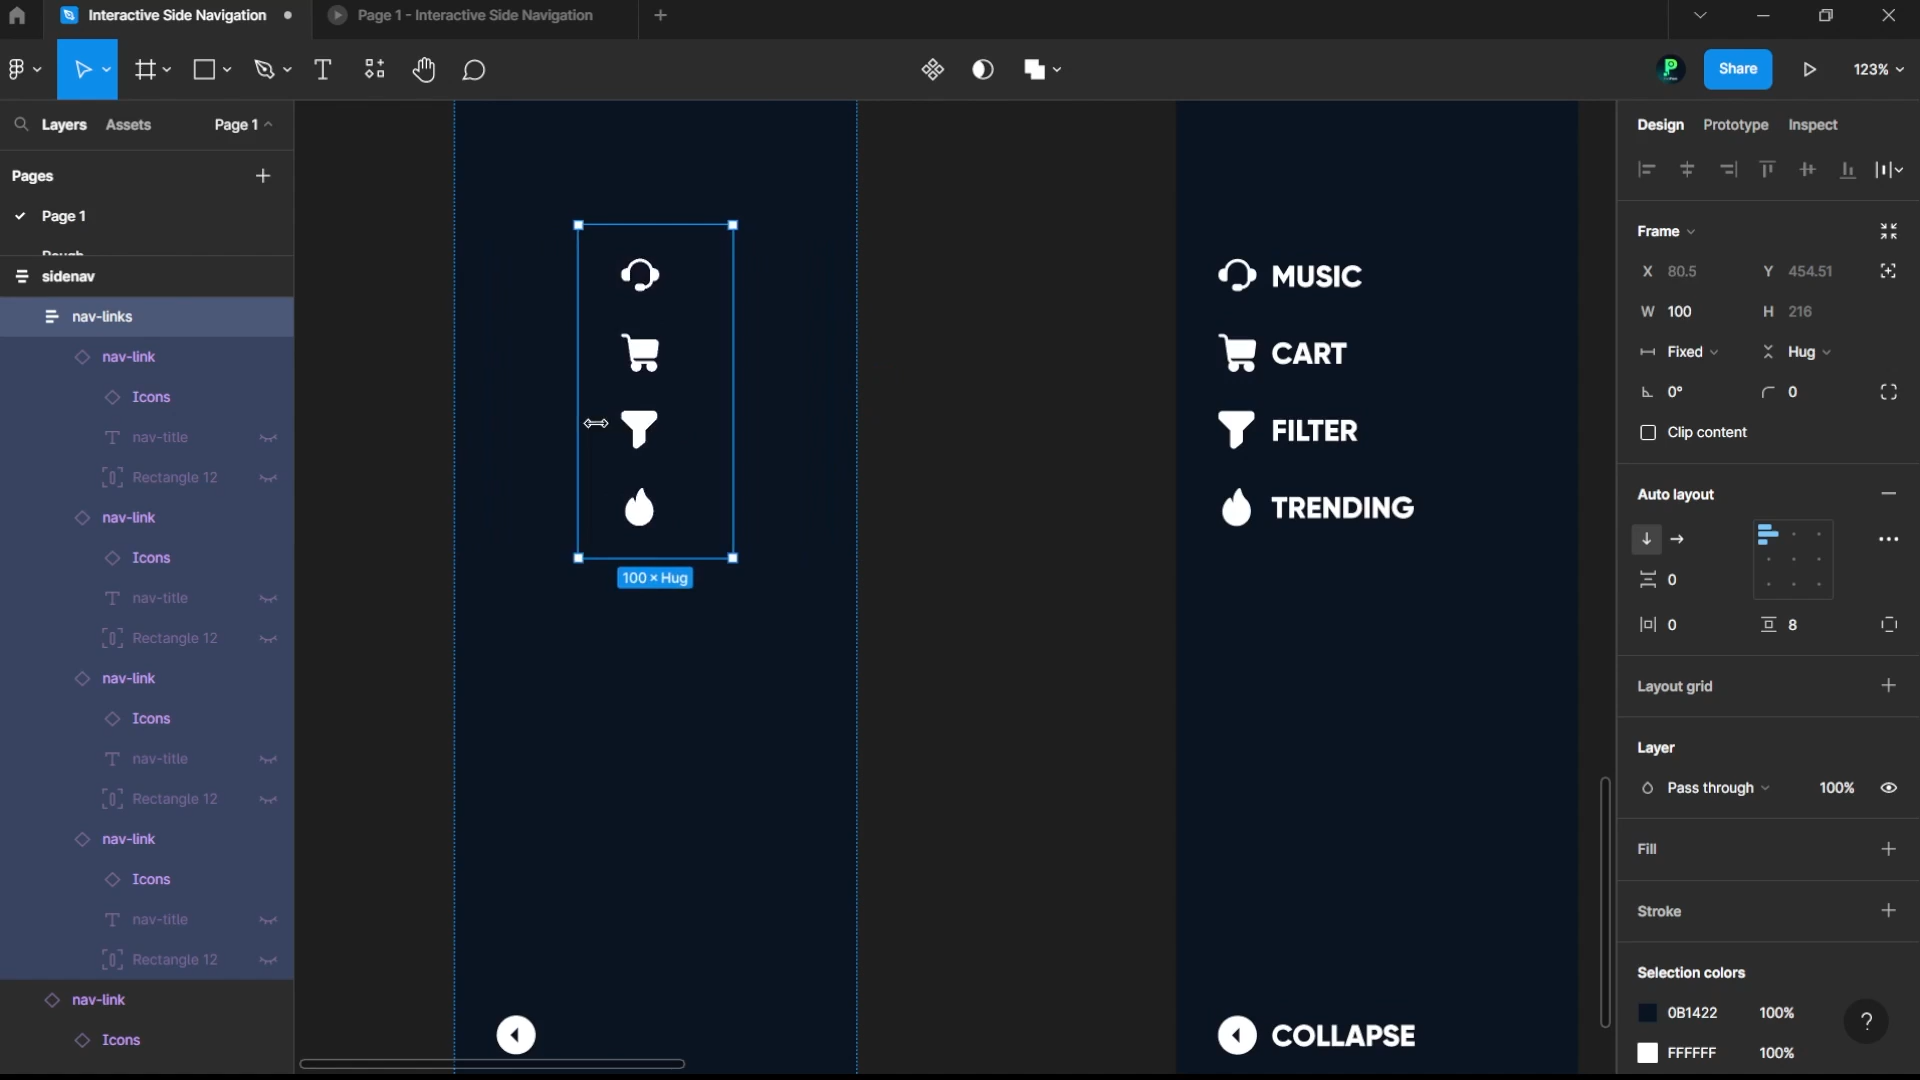 Interactive Side Navigation
Page 1 - Interactive Side Navigation
Share
123%
Layers
Assets
Page 1
Pages
Page 1
sidenav
nav-links
nav-link
Icons
nav-title
Rectangle 12
nav-link
Icons
nav-title
Rectangle 12
nav-link
Icons
nav-title
Rectangle 12
nav-link
Icons
nav-title
Rectangle 12
nav-link
Icons
100 × Hug
MUSIC
CART
FILTER
TRENDING
COLLAPSE
Design
Prototype
Inspect
Frame
X 80.5
Y 454.51
W 100
H 216
Fixed
Hug
0°
0
Clip content
Auto layout
0
0
8
Layout grid
Layer
Pass through
100%
Fill
Stroke
Selection colors
0B1422
100%
FFFFFF
100%
?